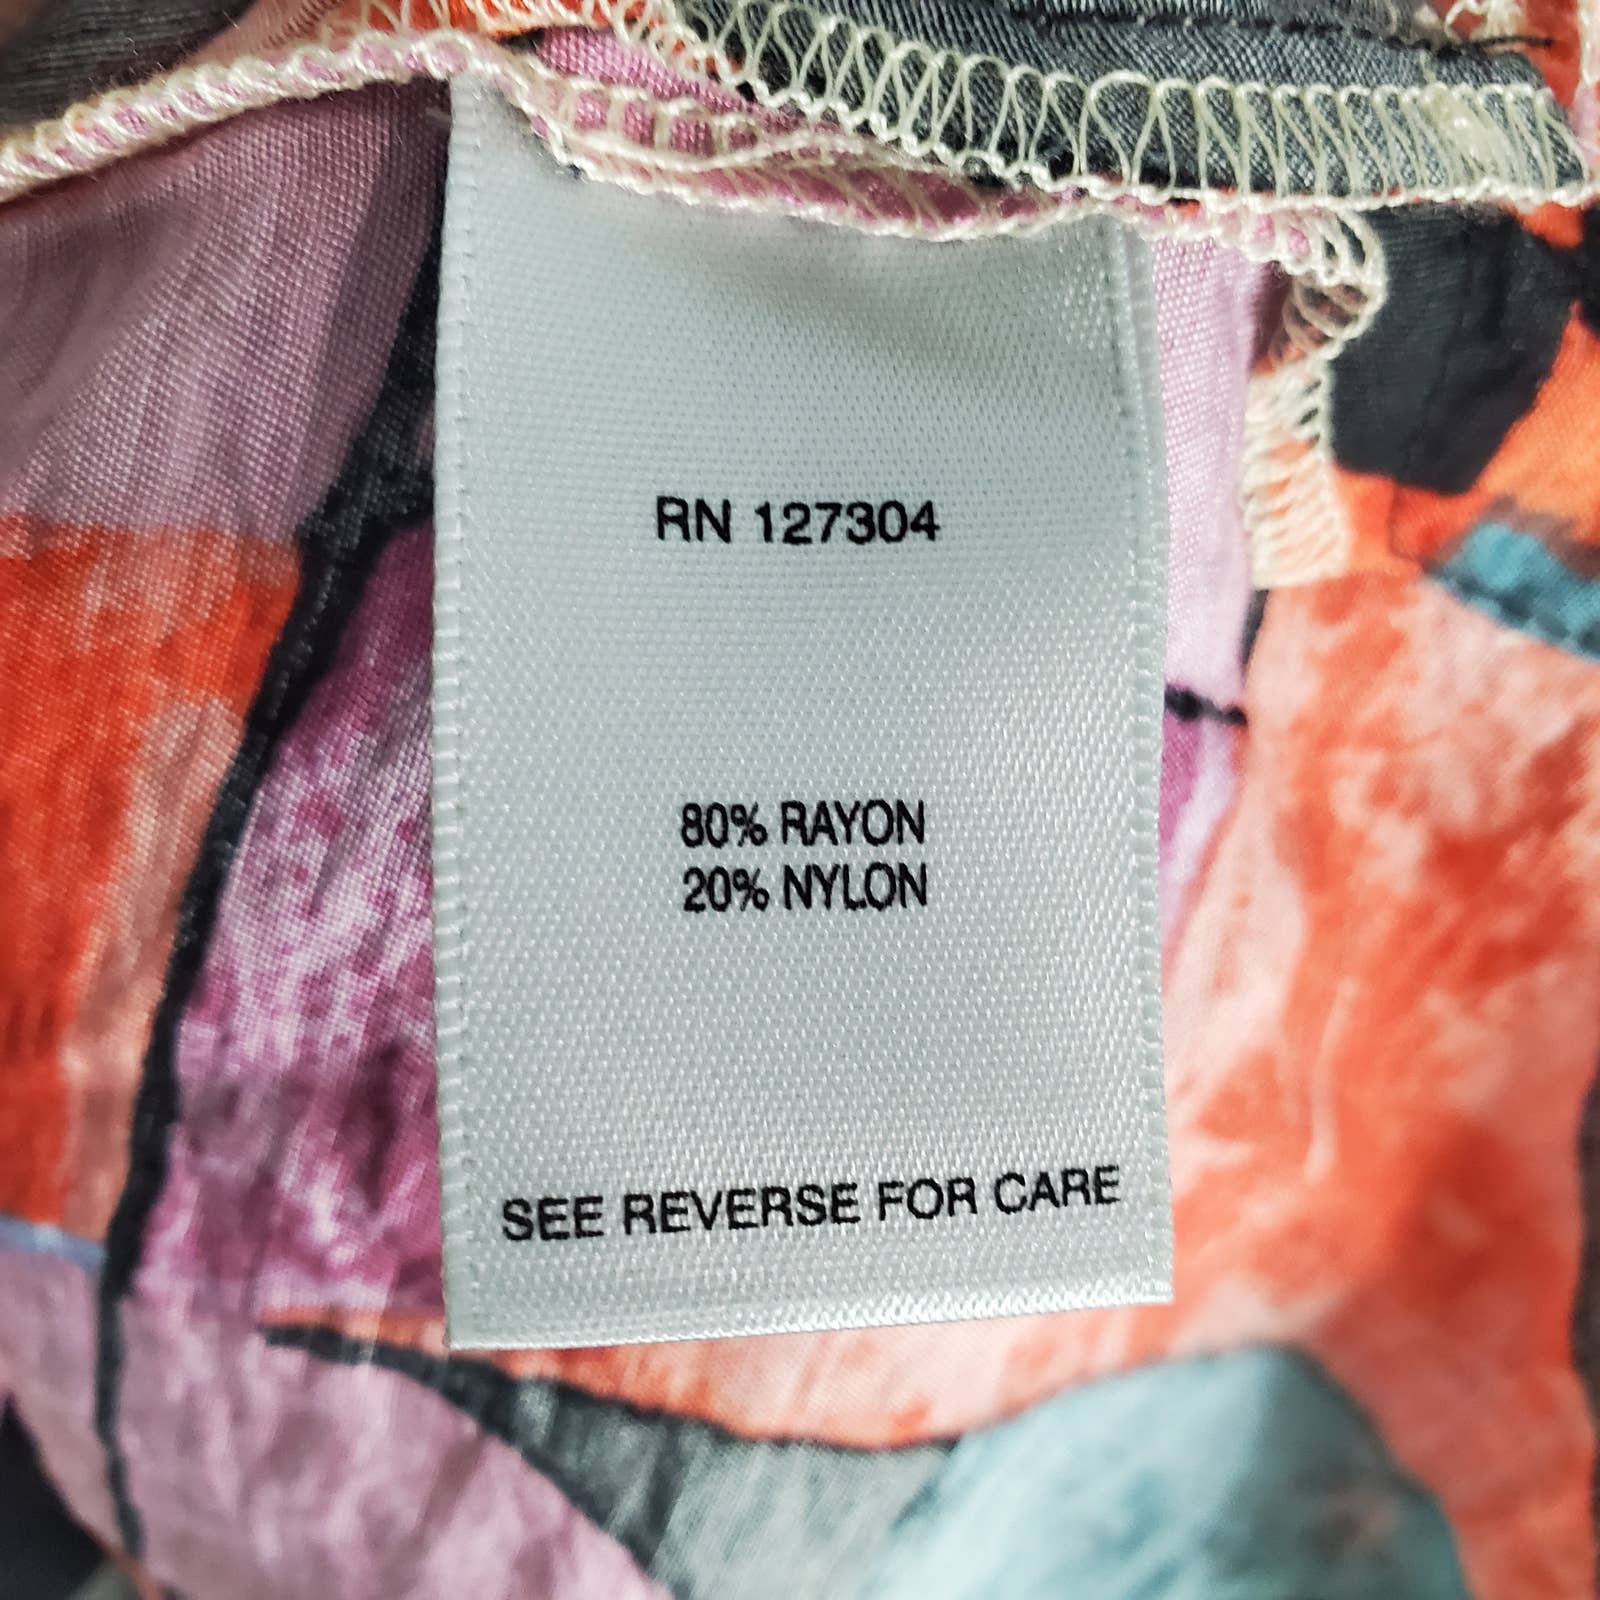 RN 127304
80% RAYON
20% NYLON
SEE REVERSE FOR CARE